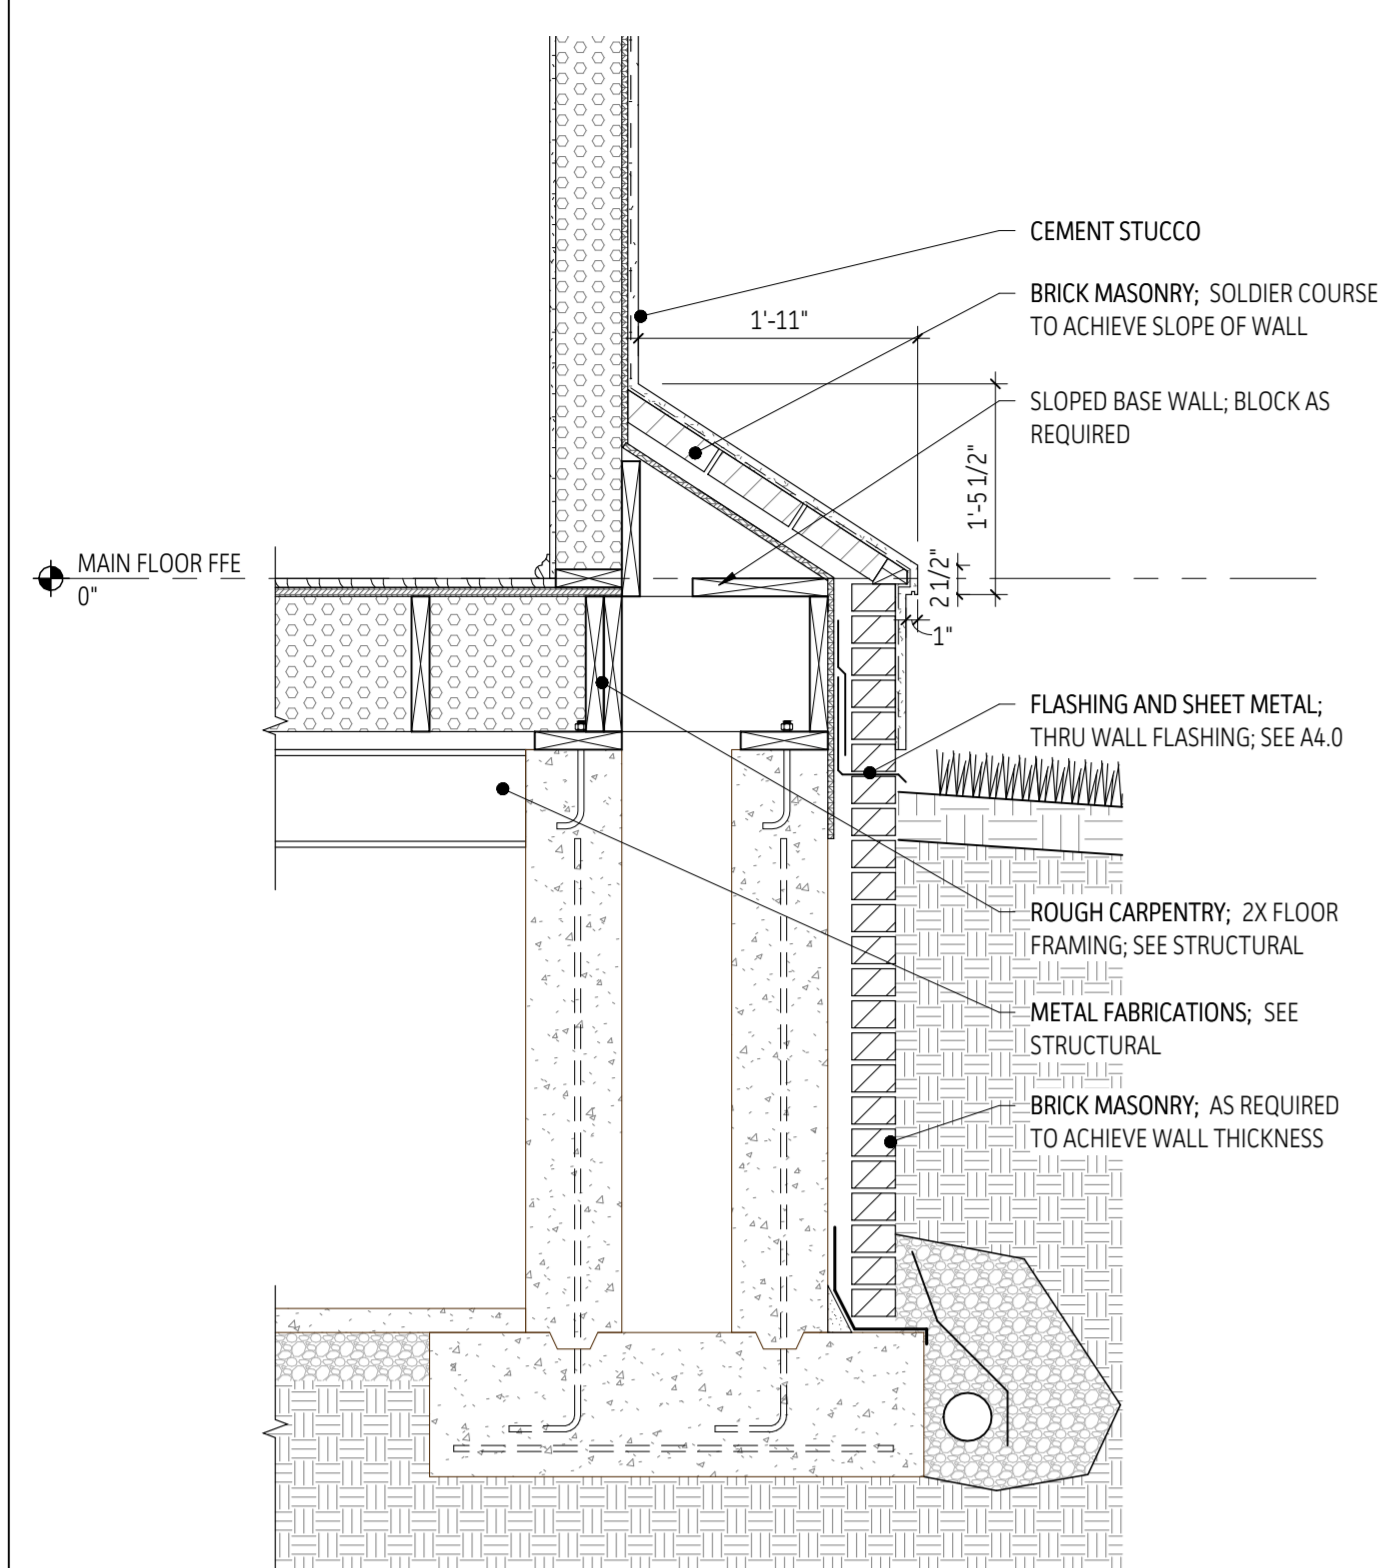 CEMENT STUCCO
BRICK MASONRY; SOLDIER COURSE
TO ACHIEVE SLOPE OF WALL
1'-11"
SLOPED BASE WALL; BLOCK AS
REQUIRED
1'-5 1/2"
MAIN FLOOR FFE
0"
2 1/2"
1"
FLASHING AND SHEET METAL;
THRU WALL FLASHING; SEE A4.0
ROUGH CARPENTRY; 2X FLOOR
FRAMING; SEE STRUCTURAL
METAL FABRICATIONS; SEE
STRUCTURAL
BRICK MASONRY; AS REQUIRED
TO ACHIEVE WALL THICKNESS